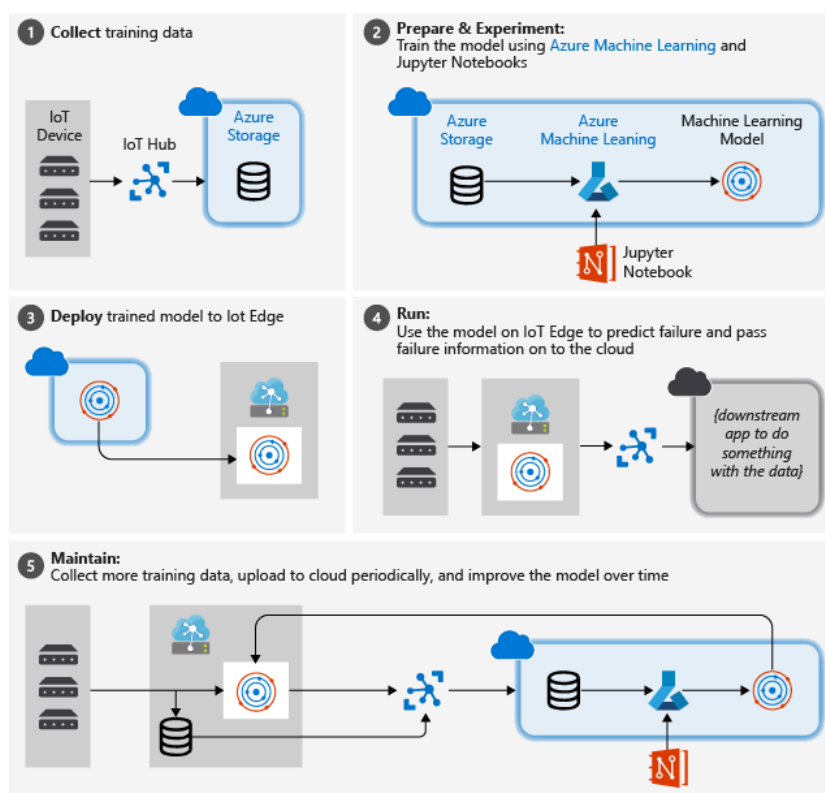 1 Collect training data
IoT
Device
IoT Hub
Azure
Storage
2 Prepare & Experiment:
Train the model using Azure Machine Learning and
Jupyter Notebooks
Azure
Storage
Azure
Machine Leaning
Machine Learning
Model
N
Jupyter
Notebook
3 Deploy trained model to Iot Edge
4 Run:
Use the model on IoT Edge to predict failure and pass
failure information on to the cloud
{downstream
app to do
something
with the data}
5 Maintain:
Collect more training data, upload to cloud periodically, and improve the model over time
N